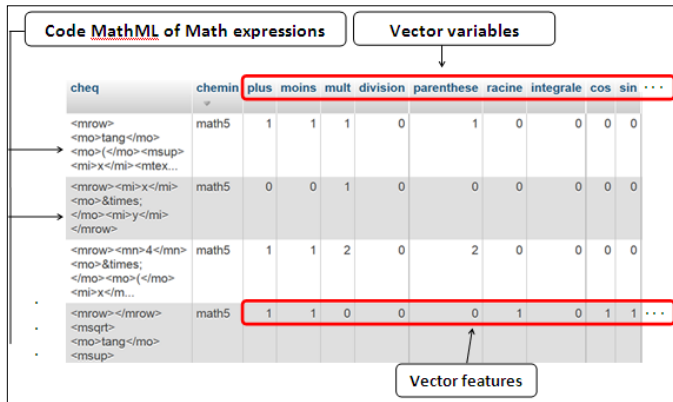 Code MathML of Math expressions
Vector variables
cheq chemin plus moins mult division parenthese racine integrale cos sin ...
<mrow> math5 1 1 1 0 1 0 0 0 0
<mo>tang</mo>
<mo>(</mo><msup>
<mi>x</mi><mtex...
<mrow><mi>x</mi> math5 0 0 1 0 0 0 0 0 0
<mo>&times;
</mo><mi>y</mi>
</mrow>
<mrow><mn>4</mn> math5 1 1 2 0 2 0 0 0 0
<mo>&times;
</mo><mo>(</mo>
<mi>x</m...
<mrow></mrow> math5 1 1 0 0 0 1 0 1 1 ...
<msqrt>
<mo>tang</mo>
<msup>
Vector features